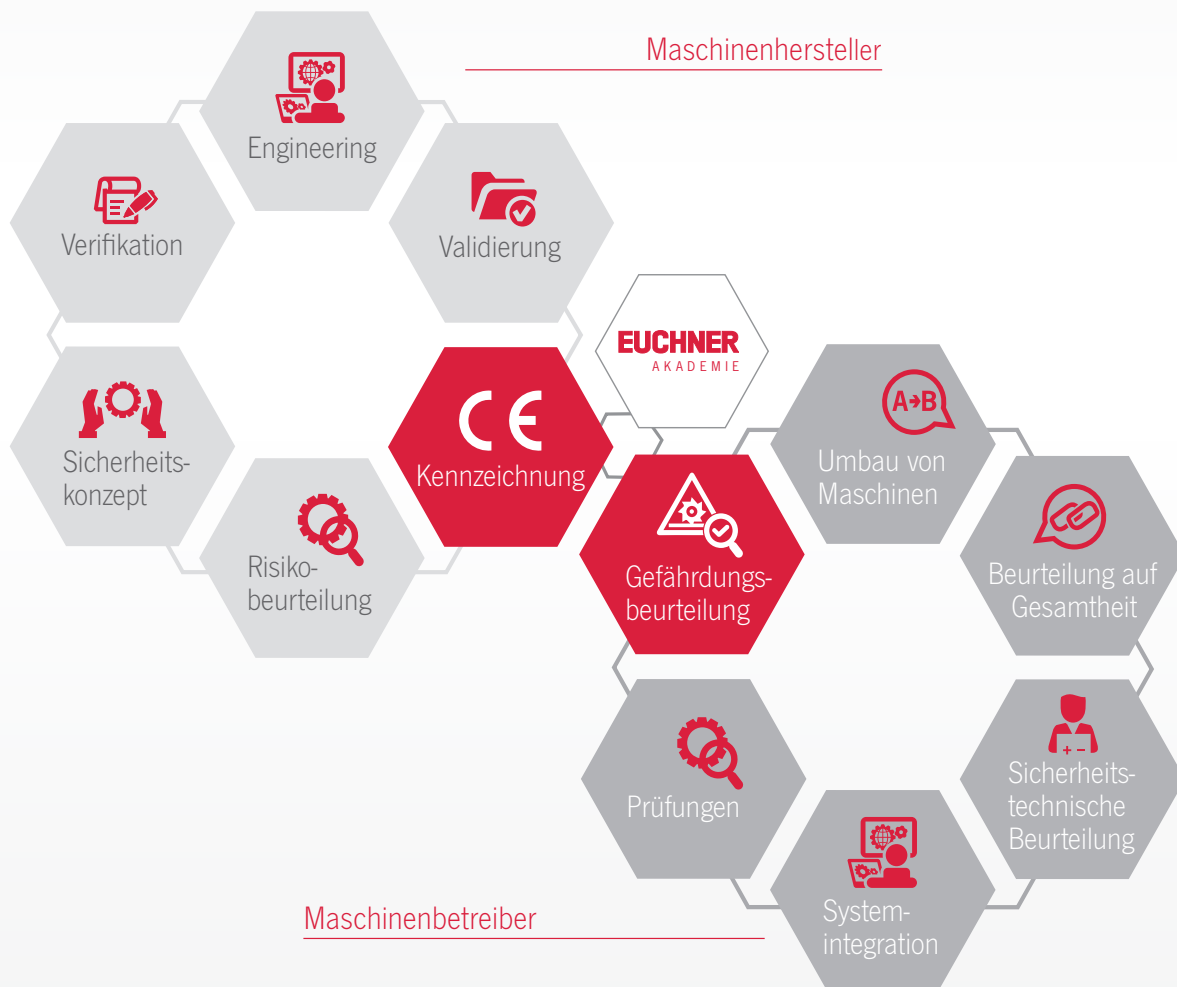 Maschinenhersteller
Engineering
Verifikation
Validierung
EUCHNER
AKADEMIE
CE
Kennzeichnung
Sicherheits-
konzept
Risiko-
beurteilung
A→B
Umbau von
Maschinen
Gefährdungs-
beurteilung
Beurteilung auf
Gesamtheit
+ −
Sicherheits-
technische
Beurteilung
Prüfungen
System-
integration
Maschinenbetreiber